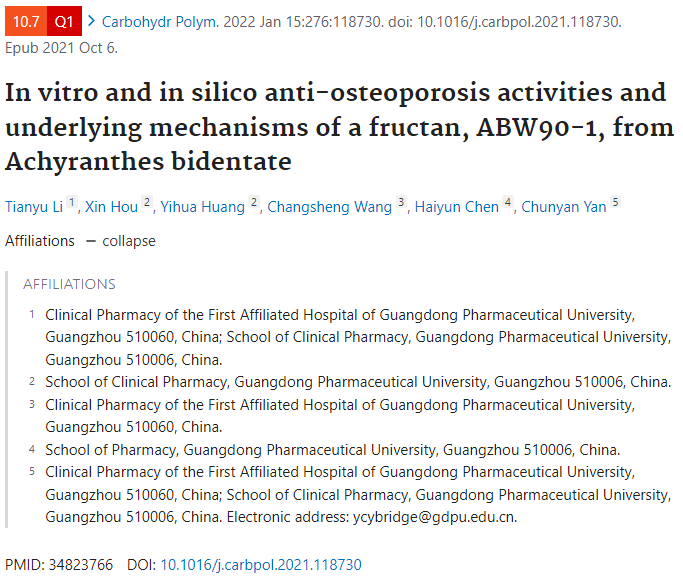 10.7 Q1 > Carbohydr Polym. 2022 Jan 15:276:118730. doi: 10.1016/j.carbpol.2021.118730.
Epub 2021 Oct 6.
In vitro and in silico anti-osteoporosis activities and
underlying mechanisms of a fructan, ABW90-1, from
Achyranthes bidentate
Tianyu Li 1, Xin Hou 2, Yihua Huang 2, Changsheng Wang 3, Haiyun Chen 4, Chunyan Yan 5
Affiliations − collapse
AFFILIATIONS
1 Clinical Pharmacy of the First Affiliated Hospital of Guangdong Pharmaceutical University,
Guangzhou 510060, China; School of Clinical Pharmacy, Guangdong Pharmaceutical University,
Guangzhou 510006, China.
2 School of Clinical Pharmacy, Guangdong Pharmaceutical University, Guangzhou 510006, China.
3 Clinical Pharmacy of the First Affiliated Hospital of Guangdong Pharmaceutical University,
Guangzhou 510060, China.
4 School of Pharmacy, Guangdong Pharmaceutical University, Guangzhou 510006, China.
5 Clinical Pharmacy of the First Affiliated Hospital of Guangdong Pharmaceutical University,
Guangzhou 510060, China; School of Clinical Pharmacy, Guangdong Pharmaceutical University,
Guangzhou 510006, China. Electronic address: ycybridge@gdpu.edu.cn.
PMID: 34823766 DOI: 10.1016/j.carbpol.2021.118730